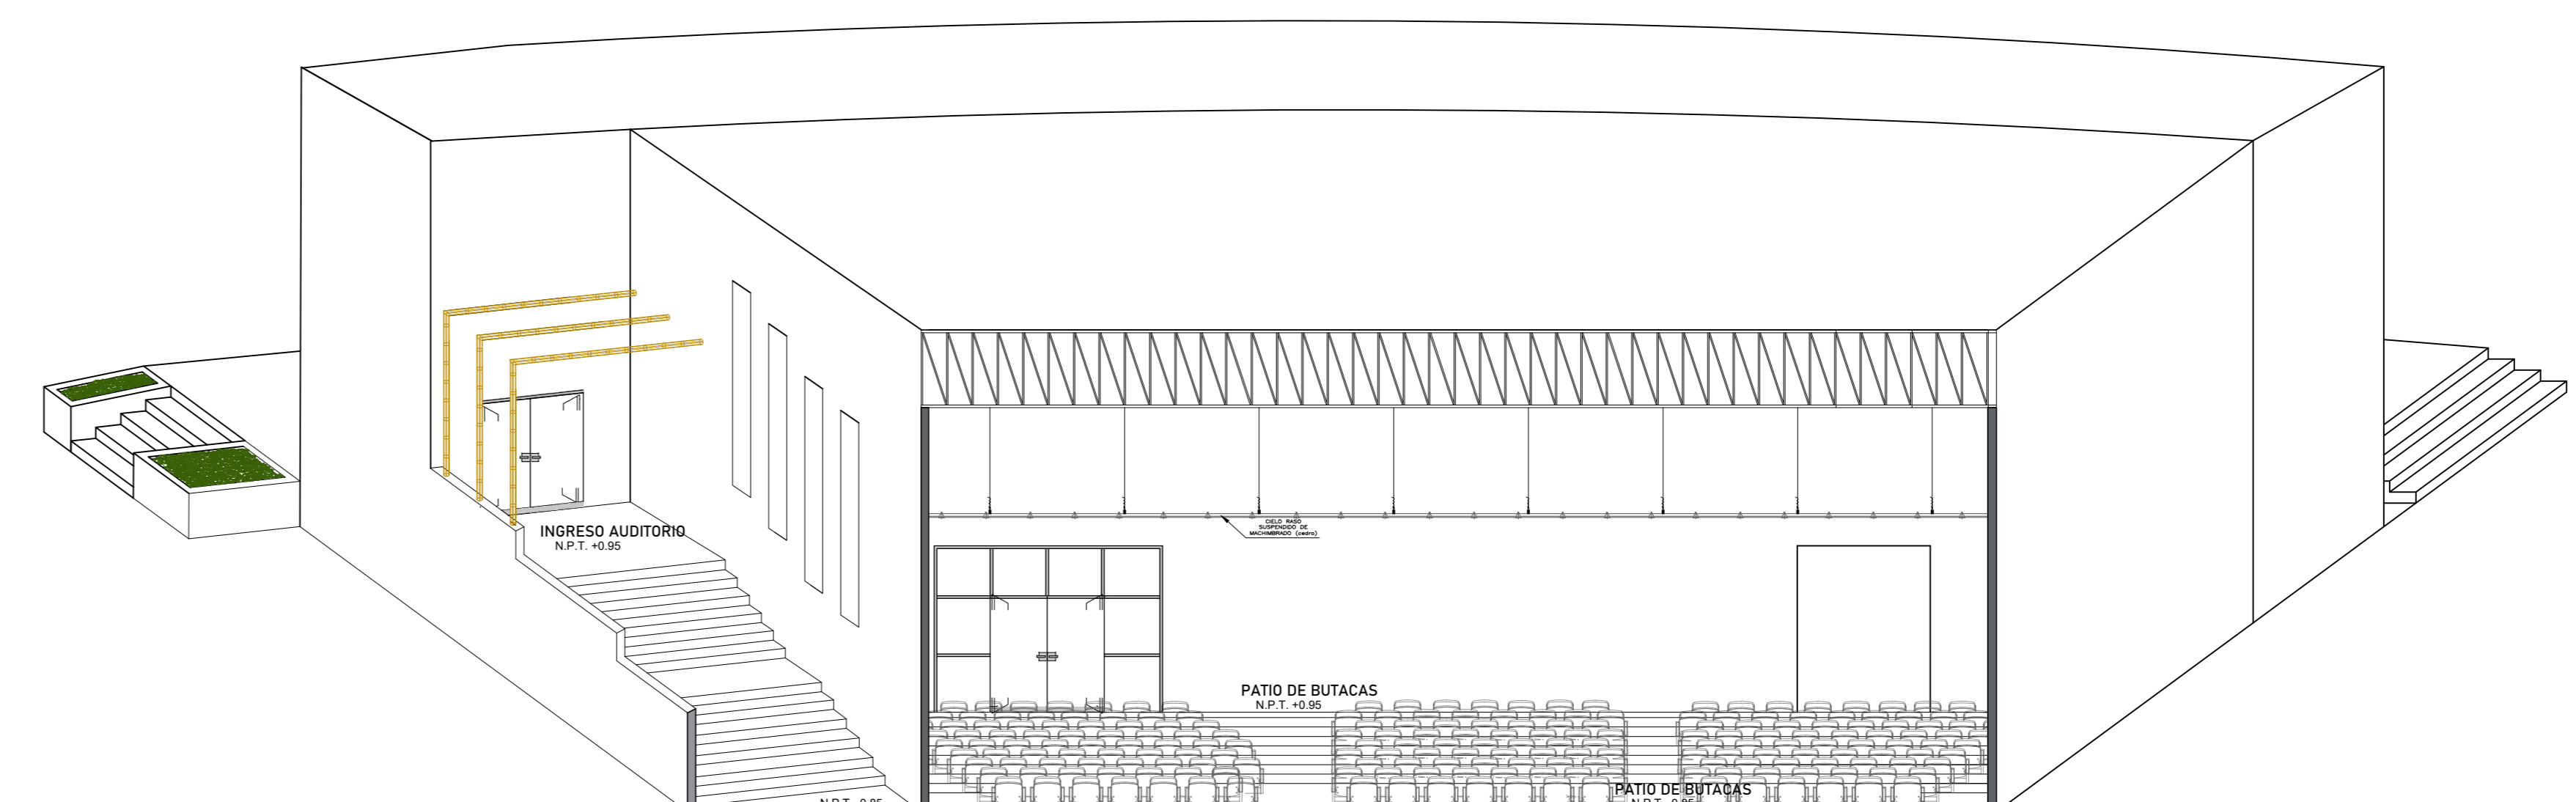 INGRESO AUDITORIO
N.P.T. +0.95
CIELO RASO
SUSPENDIDO DE
MACHIMBRADO (cedro)
PATIO DE BUTACAS
N.P.T. +0.95
PATIO DE BUTACAS